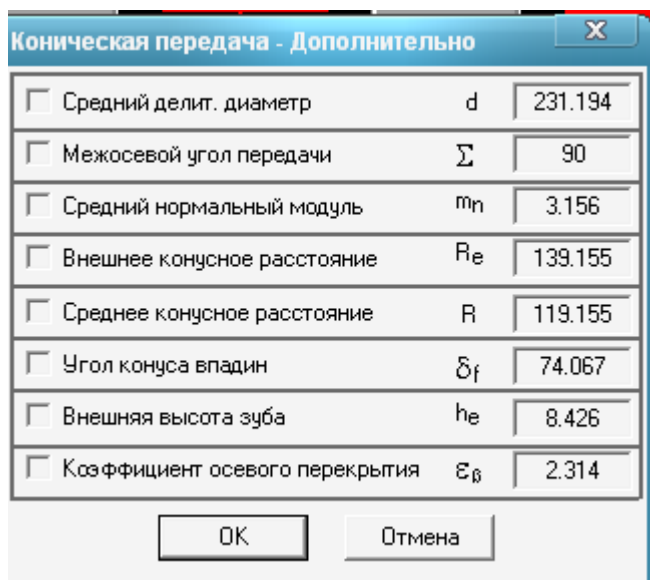 Коническая передача - Дополнительно
Средний делит. диаметр d 231.194
Межосевой угол передачи Σ 90
Средний нормальный модуль mn 3.156
Внешнее конусное расстояние Re 139.155
Среднее конусное расстояние R 119.155
Угол конуса впадин δf 74.067
Внешняя высота зуба he 8.426
Коэффициент осевого перекрытия εβ 2.314
OK Отмена